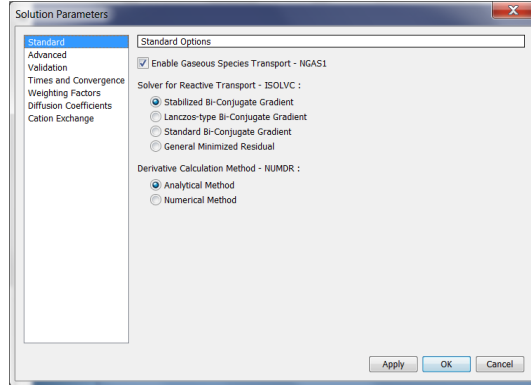 Solution Parameters
Standard
Advanced
Validation
Times and Convergence
Weighting Factors
Diffusion Coefficients
Cation Exchange
Standard Options
Enable Gaseous Species Transport - NGAS1
Solver for Reactive Transport - ISOLVC :
Stabilized Bi-Conjugate Gradient
Lanczos-type Bi-Conjugate Gradient
Standard Bi-Conjugate Gradient
General Minimized Residual
Derivative Calculation Method - NUMDR :
Analytical Method
Numerical Method
Apply OK Cancel